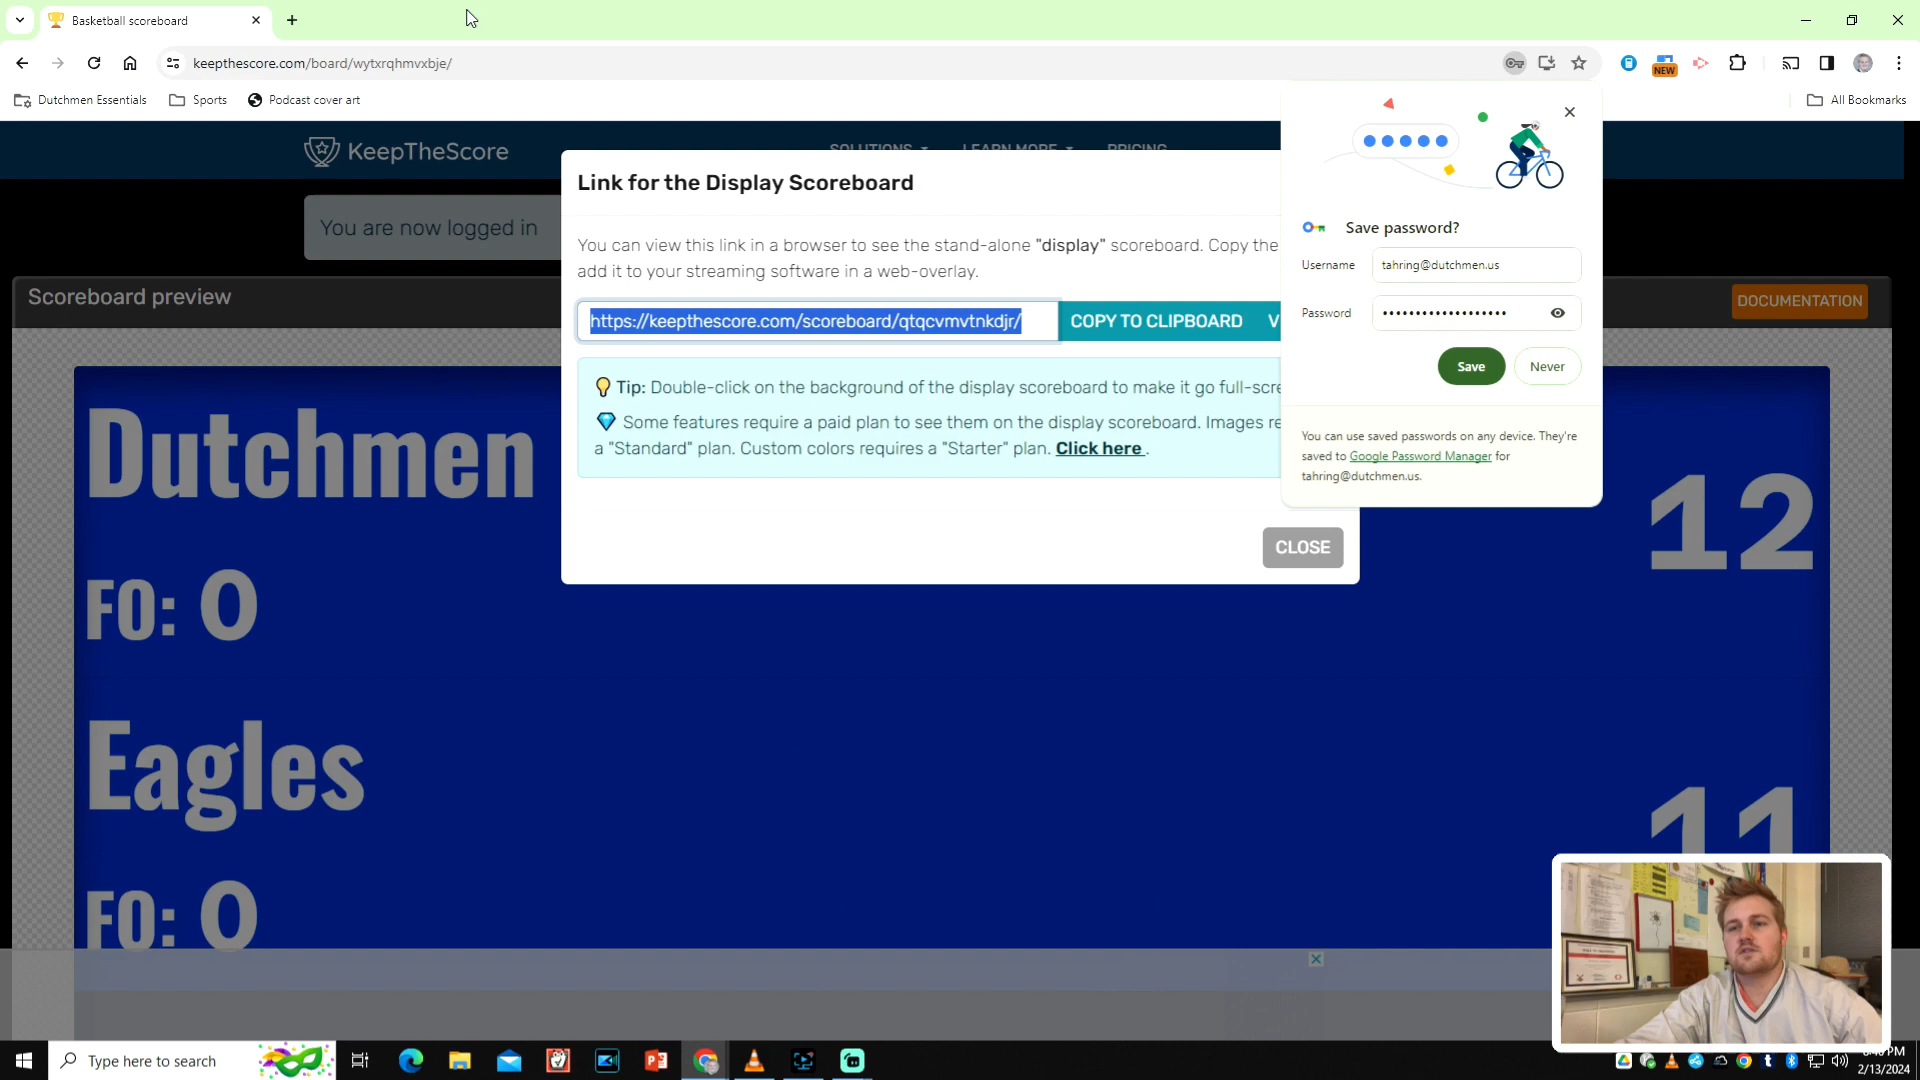 Basketball scoreboard
keepthescore.com/board/wytxrqhmvxbje/
NEW
Dutchmen Essentials
Sports
Podcast cover art
All Bookmarks
KeepTheScore
SOLUTIONS
LEARN MORE
PRICING
You are now logged in
Scoreboard preview
DOCUMENTATION
Link for the Display Scoreboard
You can view this link in a browser to see the stand-alone "display" scoreboard. Copy the
add it to your streaming software in a web-overlay.
https://keepthescore.com/scoreboard/qtqcvmvtnkdjr/
COPY TO CLIPBOARD
V
Tip: Double-click on the background of the display scoreboard to make it go full-scre
Some features require a paid plan to see them on the display scoreboard. Images re
a "Standard" plan. Custom colors requires a "Starter" plan. Click here .
CLOSE
Save password?
Username
tahring@dutchmen.us
Password
Save
Never
You can use saved passwords on any device. They're
saved to Google Password Manager for
tahring@dutchmen.us.
Dutchmen
12
FO: 0
Eagles
11
FO: 0
Type here to search
PM
2/13/2024